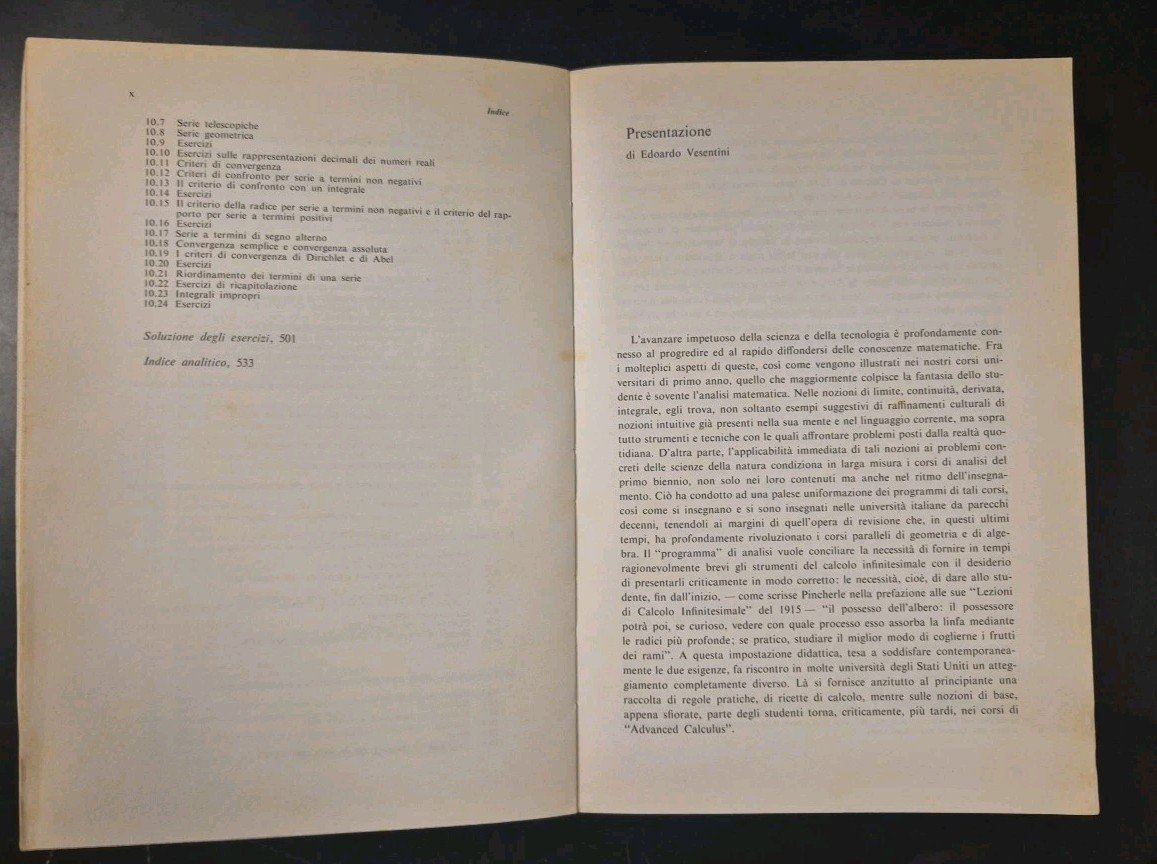 x
Indice
10.7 Serie telescopiche
10.8 Serie geometrica
10.9 Esercizi
10.10 Esercizi sulle rappresentazioni decimali dei numeri reali
10.11 Criteri di convergenza
10.12 Criteri di confronto per serie a termini non negativi
10.13 Il criterio di confronto con un integrale
10.14 Esercizi
10.15 Il criterio della radice per serie a termini non negativi e il criterio del rap-
porto per serie a termini positivi
10.16 Esercizi
10.17 Serie a termini di segno alterno
10.18 Convergenza semplice e convergenza assoluta
10.19 I criteri di convergenza di Dirichlet e di Abel
10.20 Esercizi
10.21 Riordinamento dei termini di una serie
10.22 Esercizi di ricapitolazione
10.23 Integrali impropri
10.24 Esercizi
Soluzione degli esercizi, 501
Indice analitico, 533
Presentazione
di Edoardo Vesentini
L'avanzare impetuoso della scienza e della tecnologia è profondamente con-
nesso al progredire ed al rapido diffondersi delle conoscenze matematiche. Fra
i molteplici aspetti di queste, così come vengono illustrati nei nostri corsi uni-
versitari di primo anno, quello che maggiormente colpisce la fantasia dello stu-
dente è sovente l'analisi matematica. Nelle nozioni di limite, continuità, derivata,
integrale, egli trova, non soltanto esempi suggestivi di raffinamenti culturali di
nozioni intuitive già presenti nella sua mente e nel linguaggio corrente, ma sopra
tutto strumenti e tecniche con le quali affrontare problemi posti dalla realtà quo-
tidiana. D'altra parte, l'applicabilità immediata di tali nozioni ai problemi con-
creti delle scienze della natura condiziona in larga misura i corsi di analisi del
primo biennio, non solo nei loro contenuti ma anche nel ritmo dell'insegna-
mento. Ciò ha condotto ad una palese uniformazione dei programmi di tali corsi,
così come si insegnano e si sono insegnati nelle università italiane da parecchi
decenni, tenendoli ai margini di quell'opera di revisione che, in questi ultimi
tempi, ha profondamente rivoluzionato i corsi paralleli di geometria e di alge-
bra. Il “programma” di analisi vuole conciliare la necessità di fornire in tempi
ragionevolmente brevi gli strumenti del calcolo infinitesimale con il desiderio
di presentarli criticamente in modo corretto: le necessità, cioè, di dare allo stu-
dente, fin dall'inizio, — come scrisse Pincherle nella prefazione alle sue “Lezioni
di Calcolo Infinitesimale” del 1915 — “il possesso dell'albero: il possessore
potrà poi, se curioso, vedere con quale processo esso assorba la linfa mediante
le radici più profonde; se pratico, studiare il miglior modo di coglierne i frutti
dei rami”. A questa impostazione didattica, tesa a soddisfare contemporanea-
mente le due esigenze, fa riscontro in molte università degli Stati Uniti un atteg-
giamento completamente diverso. Là si fornisce anzitutto al principiante una
raccolta di regole pratiche, di ricette di calcolo, mentre sulle nozioni di base,
appena sfiorate, parte degli studenti torna, criticamente, più tardi, nei corsi di
“Advanced Calculus”.